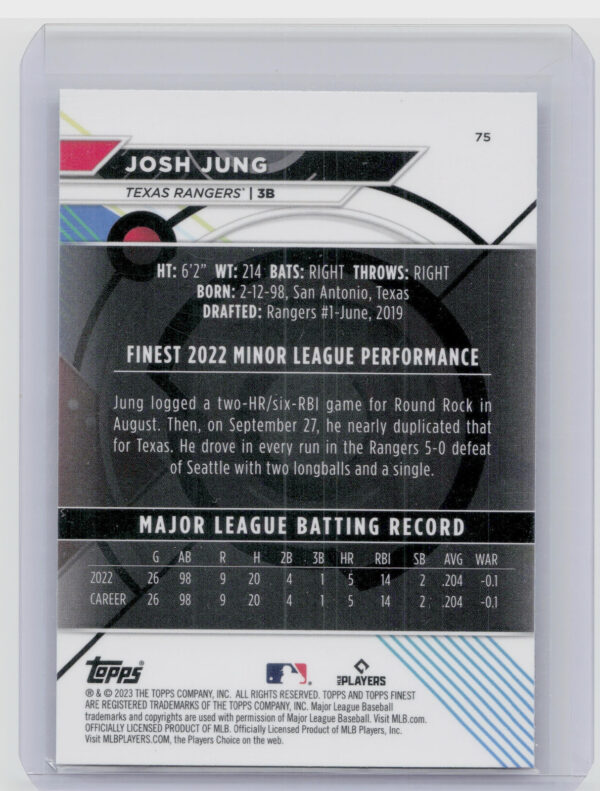 75
JOSH JUNG
TEXAS RANGERS® | 3B
HT: 6'2" WT: 214 BATS: RIGHT THROWS: RIGHT
BORN: 2-12-98, San Antonio, Texas
DRAFTED: Rangers #1-June, 2019
FINEST 2022 MINOR LEAGUE PERFORMANCE
Jung logged a two-HR/six-RBI game for Round Rock in
August. Then, on September 27, he nearly duplicated that
for Texas. He drove in every run in the Rangers 5-0 defeat
of Seattle with two longballs and a single.
MAJOR LEAGUE BATTING RECORD
G AB R H 2B 3B HR RBI SB AVG WAR
2022 26 98 9 20 4 1 5 14 2 .204 -0.1
CAREER 26 98 9 20 4 1 5 14 2 .204 -0.1
topps
MLB PLAYERS
® & © 2023 THE TOPPS COMPANY, INC. ALL RIGHTS RESERVED. TOPPS AND TOPPS FINEST
ARE REGISTERED TRADEMARKS OF THE TOPPS COMPANY, INC. Major League Baseball
trademarks and copyrights are used with permission of Major League Baseball. Visit MLB.com.
OFFICIALLY LICENSED PRODUCT OF MLB. Officially Licensed Product of MLB Players, Inc.
Visit MLBPLAYERS.COM, the Players Choice on the web.